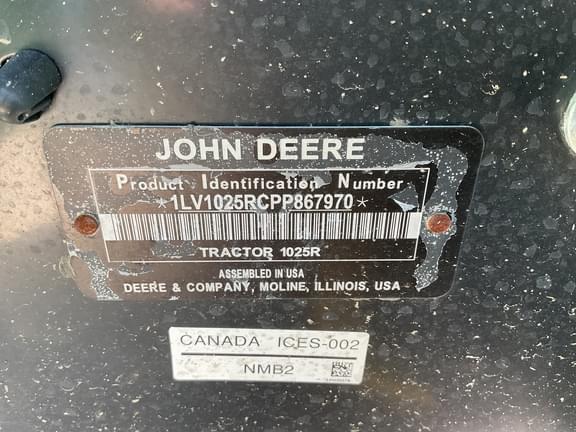 JOHN DEERE
Product Identification Number
*1LV1025RCPP867970*
TRACTOR 1025R
ASSEMBLED IN USA
DEERE & COMPANY, MOLINE, ILLINOIS, USA
CANADA ICES-002
NMB2